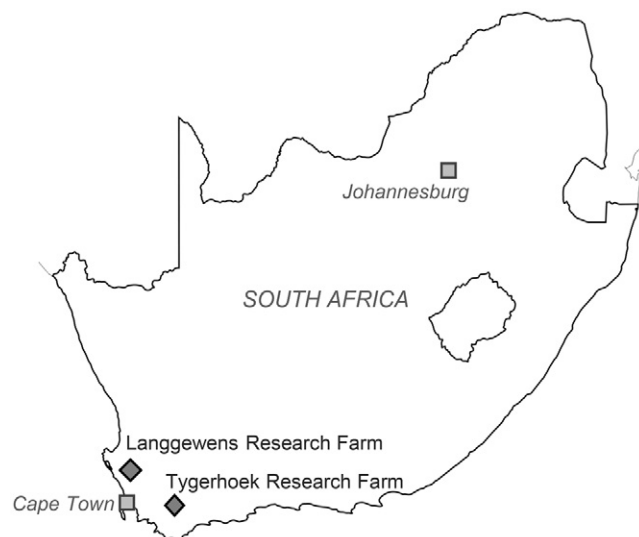 Johannesburg
SOUTH AFRICA
Langgewens Research Farm
Tygerhoek Research Farm
Cape Town